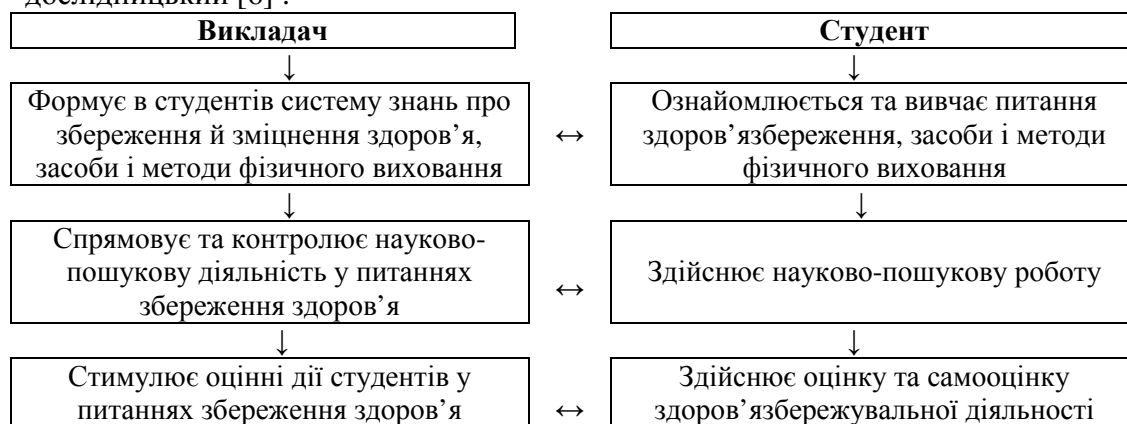 дослідницький [6] .
Викладач
Студент
↓
↓
Формує в студентів систему знань про
збереження й зміцнення здоров’я,
засоби і методи фізичного виховання
↔
Ознайомлюється та вивчає питання
здоров’язбереження, засоби і методи
фізичного виховання
↓
↓
Спрямовує та контролює науково-
пошукову діяльність у питаннях
збереження здоров’я
↔
Здійснює науково-пошукову роботу
↓
↓
Стимулює оцінні дії студентів у
питаннях збереження здоров’я
↔
Здійснює оцінку та самооцінку
здоров’язбережувальної діяльності